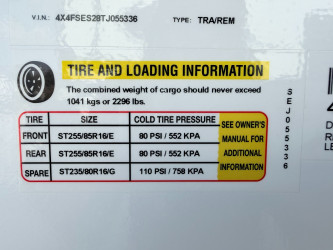 V.I.N.: 4X4FSES28TJ055336 TYPE: TRA/REM
TIRE AND LOADING INFORMATION
The combined weight of cargo should never exceed
1041 kgs or 2296 lbs.
TIRE SIZE COLD TIRE PRESSURE
FRONT ST255/85R16/E 80 PSI / 552 KPA
REAR ST255/85R16/E 80 PSI / 552 KPA
SPARE ST235/80R16/G 110 PSI / 758 KPA
SEE OWNER'S
MANUAL FOR
ADDITIONAL
INFORMATION
SEJ055336